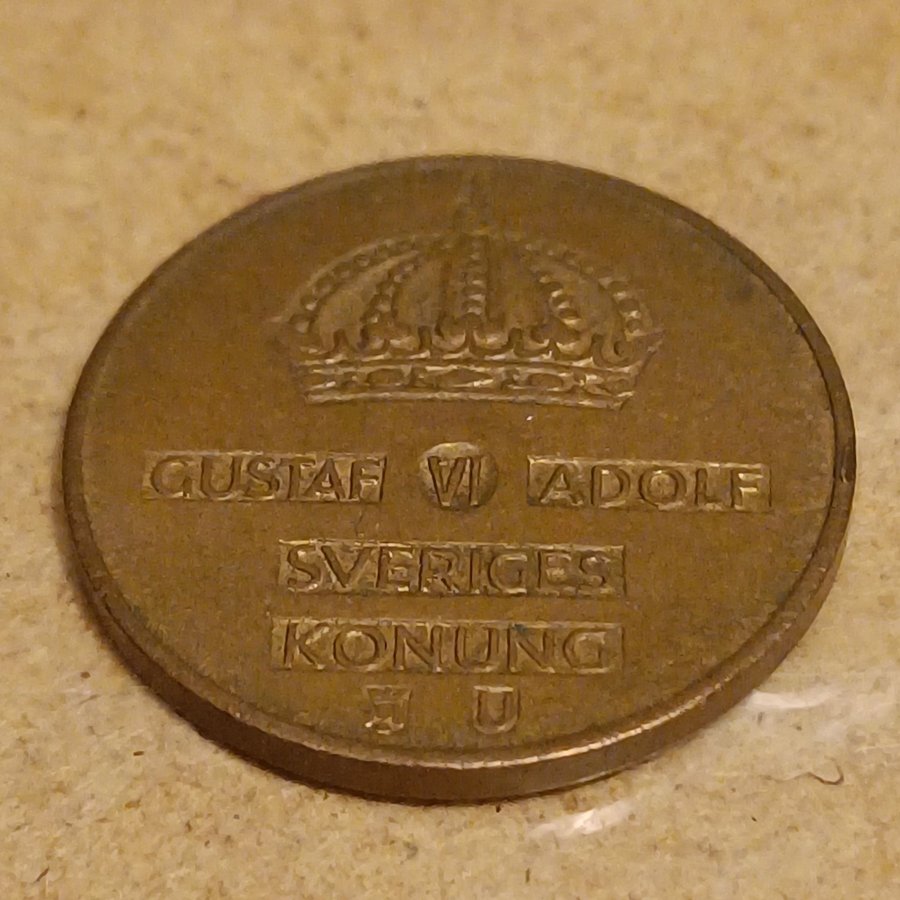 GUSTAF VI ADOLF
SVERIGES
KONUNG
U